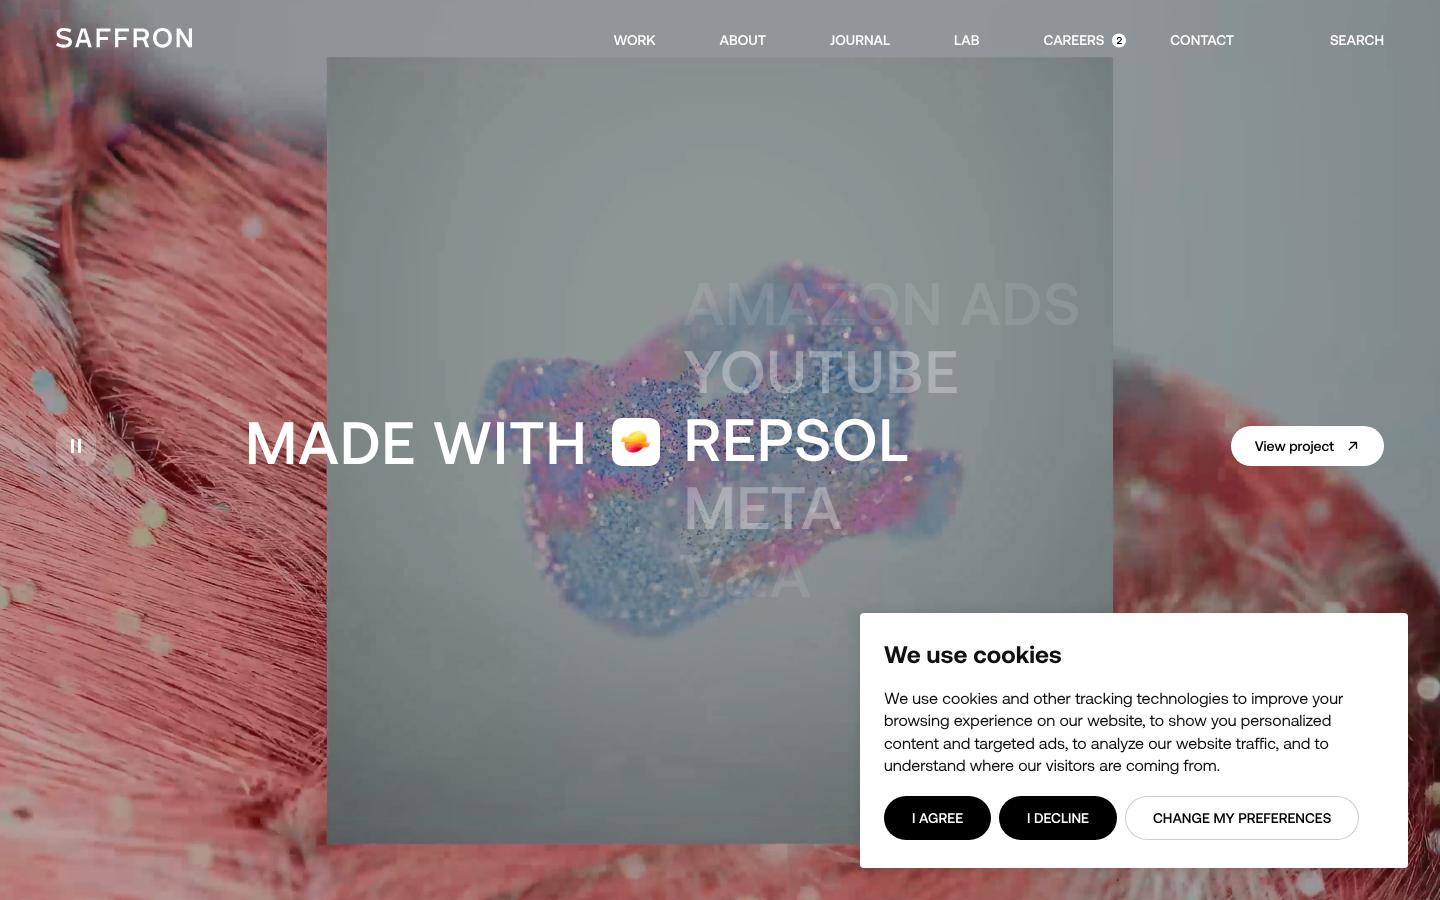 SAFFRON
WORK
ABOUT
JOURNAL
LAB
CAREERS 2
CONTACT
SEARCH
AMAZON ADS
YOUTUBE
MADE WITH REPSOL
META
View project
We use cookies
We use cookies and other tracking technologies to improve your
browsing experience on our website, to show you personalized
content and targeted ads, to analyze our website traffic, and to
understand where our visitors are coming from.
I AGREE
I DECLINE
CHANGE MY PREFERENCES